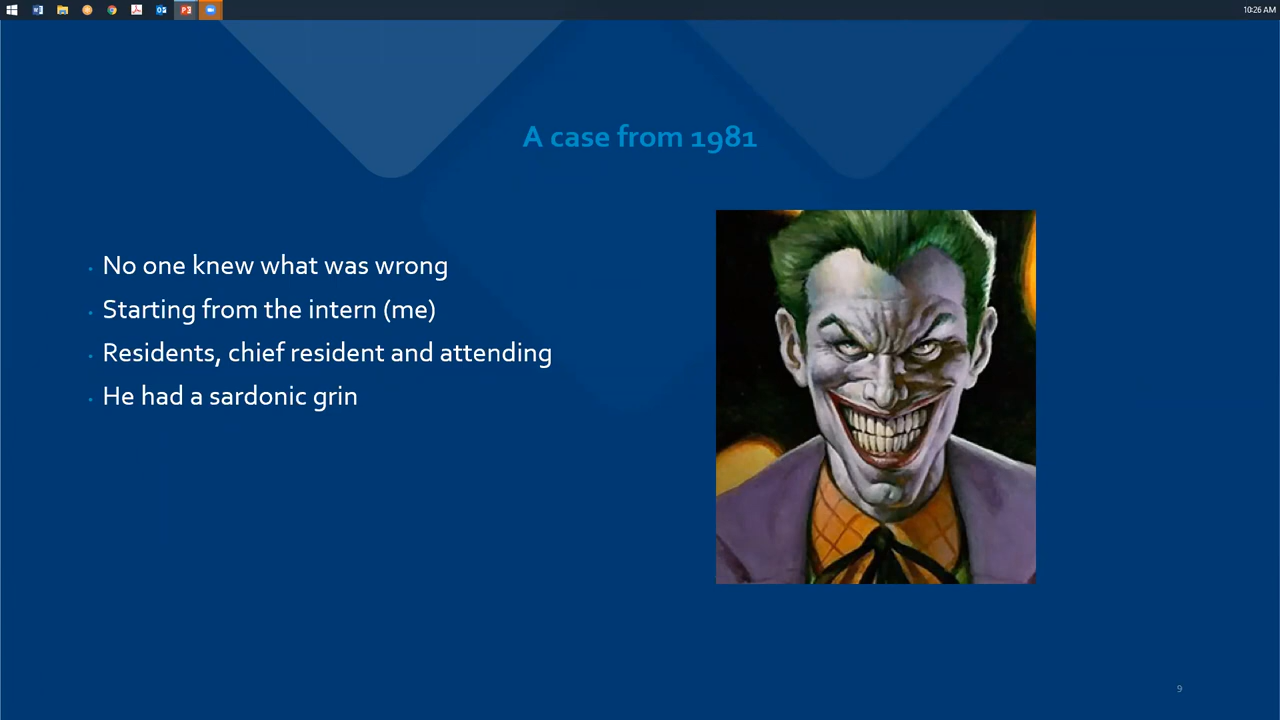 10:26 AM
A case from 1981
No one knew what was wrong
Starting from the intern (me)
Residents, chief resident and attending
He had a sardonic grin
9